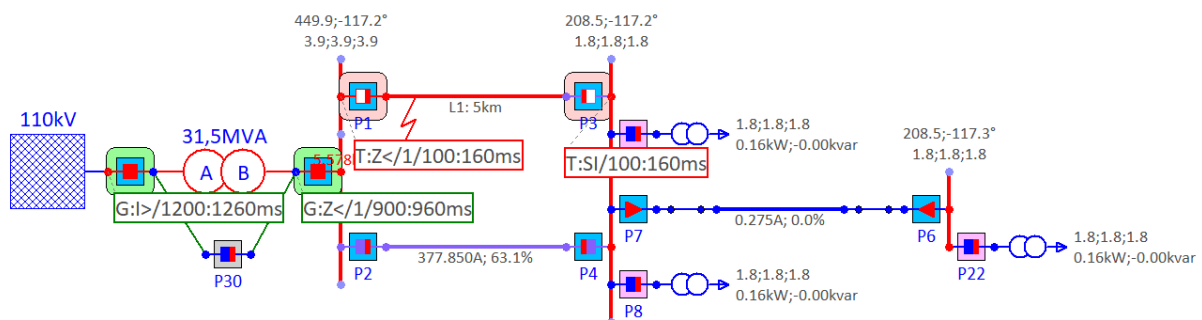 449.9;-117.2°
3.9;3.9;3.9
208.5;-117.2°
1.8;1.8;1.8
110kV
31,5MVA
A
B
P1
L1: 5km
P3
1.8;1.8;1.8
0.16kW;-0.00kvar
208.5;-117.3°
1.8;1.8;1.8
5.578
T:Z</1/100:160ms
T:SI/100:160ms
G:I>/1200:1260ms
G:Z</1/900:960ms
P7
0.275A; 0.0%
P6
P30
P2
377.850A; 63.1%
P4
P8
1.8;1.8;1.8
0.16kW;-0.00kvar
P22
1.8;1.8;1.8
0.16kW;-0.00kvar